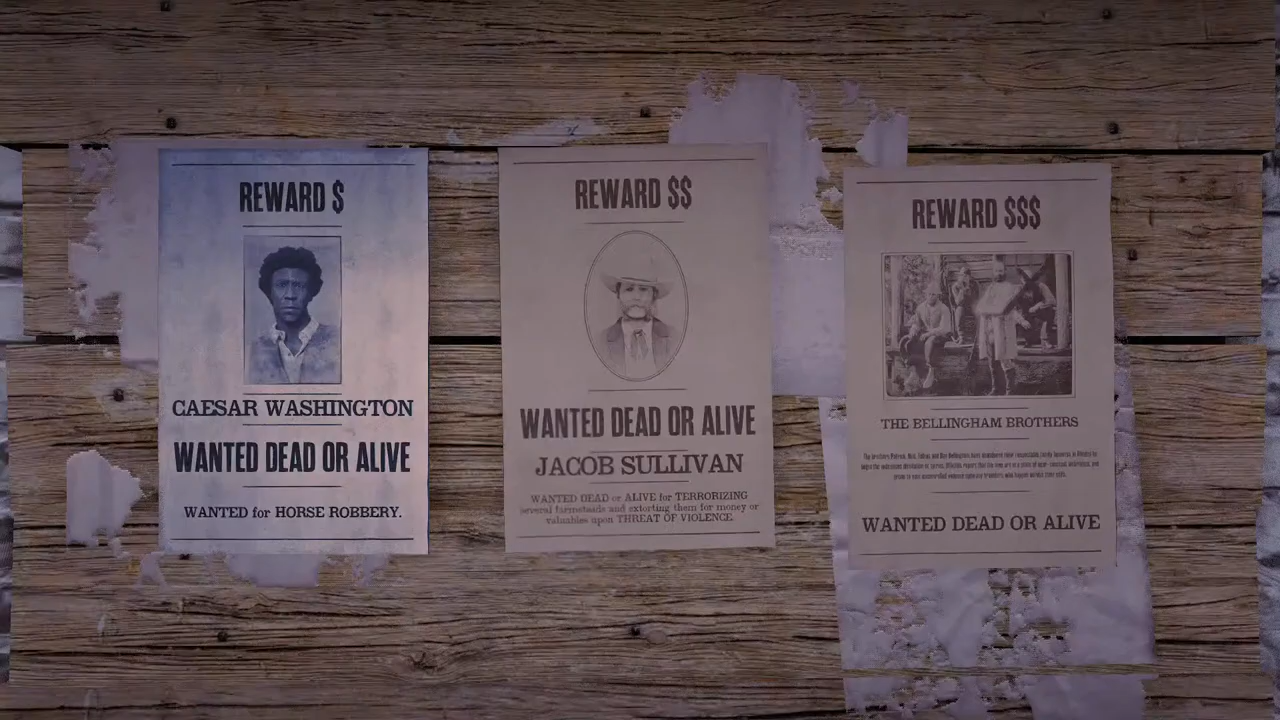 REWARD $
CAESAR WASHINGTON
WANTED DEAD OR ALIVE
WANTED for HORSE ROBBERY.
REWARD $$
WANTED DEAD OR ALIVE
JACOB SULLIVAN
WANTED DEAD or ALIVE for TERRORIZING
several farmsteads and extorting them for money or
valuables upon THREAT OF VIOLENCE.
REWARD $$$
THE BELLINGHAM BROTHERS
WANTED DEAD OR ALIVE